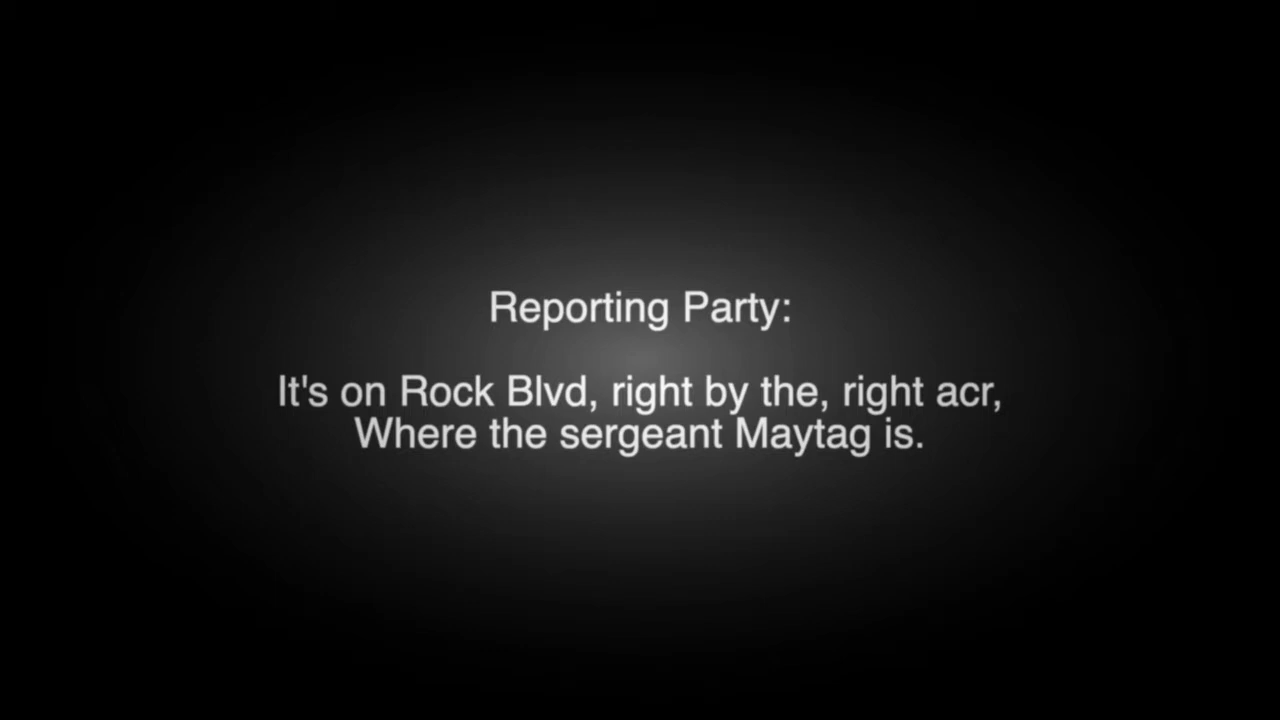 Reporting Party:
It's on Rock Blvd, right by the, right acr,
Where the sergeant Maytag is.